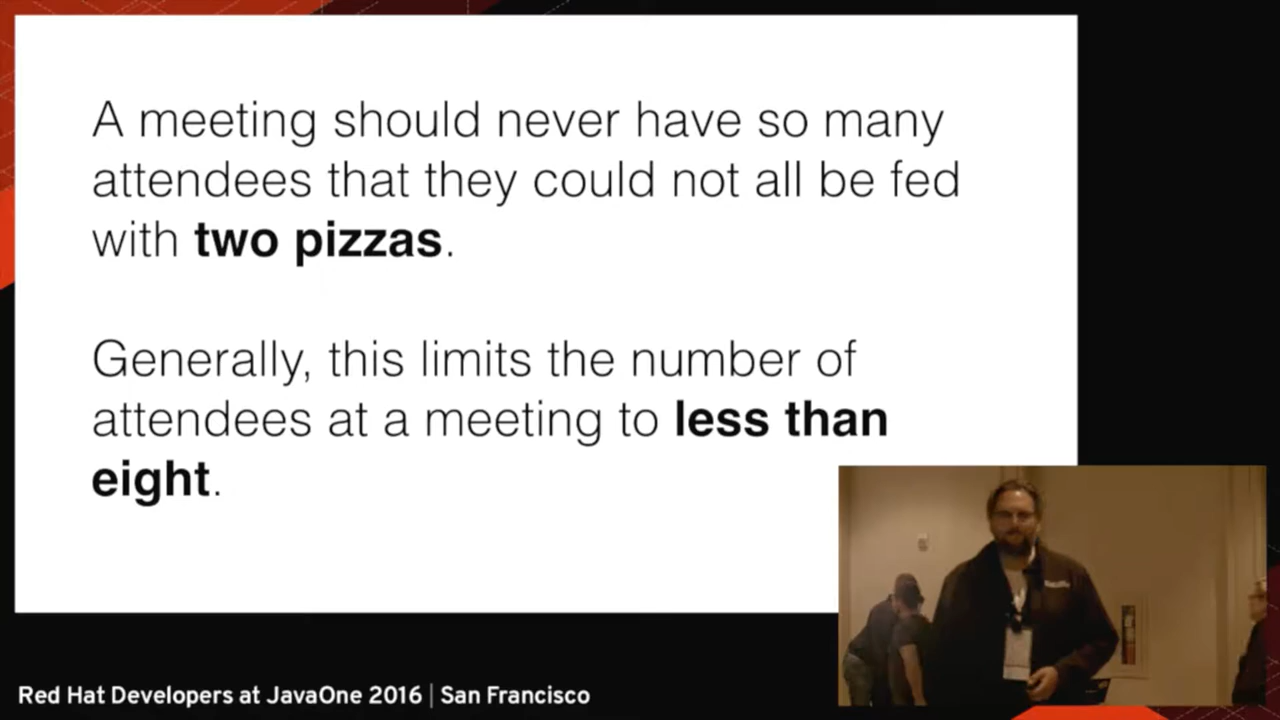 A meeting should never have so many
attendees that they could not all be fed
with two pizzas.
Generally, this limits the number of
attendees at a meeting to less than
eight.
Red Hat Developers at JavaOne 2016 | San Francisco